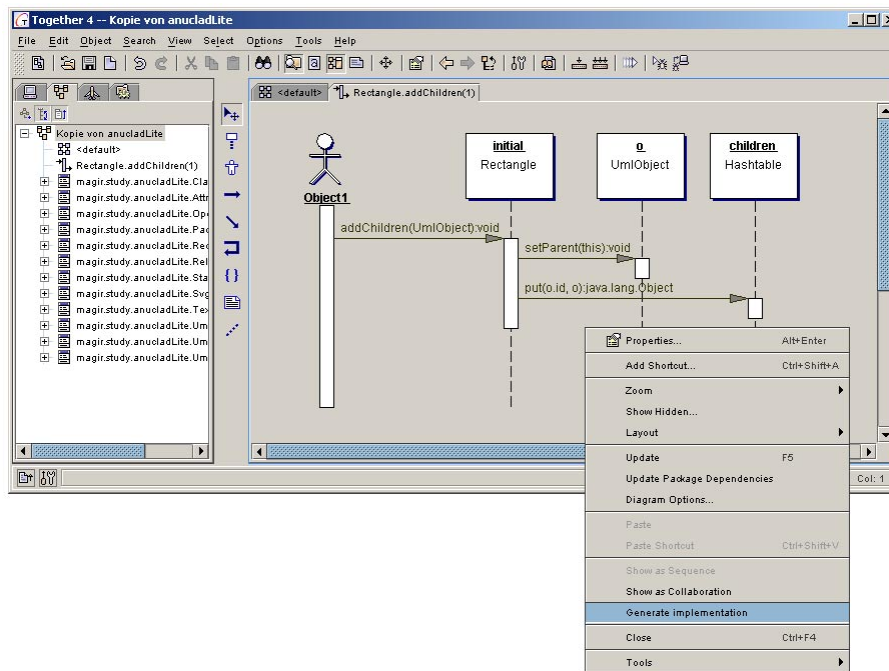 Together 4 -- Kopie von anucladLite
File Edit Object Search View Select Options Tools Help
<default> Rectangle.addChildren(1)
Kopie von anucladLite
<default>
Rectangle.addChildren(1)
magir.study.anucladLite.Cla
magir.study.anucladLite.Attr
magir.study.anucladLite.Ope
magir.study.anucladLite.Pac
magir.study.anucladLite.Rec
magir.study.anucladLite.Rel
magir.study.anucladLite.Sta
magir.study.anucladLite.Svg
magir.study.anucladLite.Te
magir.study.anucladLite.Um
magir.study.anucladLite.Um
magir.study.anucladLite.Um
Object1
initial
Rectangle
o
UmlObject
children
Hashtable
addChildren(UmlObject):void
setParent(this):void
put(o.id, o):java.lang.Object
Properties... Alt+Enter
Add Shortcut... Ctrl+Shift+A
Zoom
Show Hidden...
Layout
Update F5
Update Package Dependencies
Diagram Options...
Paste
Paste Shortcut Ctrl+Shift+V
Show as Sequence
Show as Collaboration
Generate implementation
Close Ctrl+F4
Tools
Col: 1